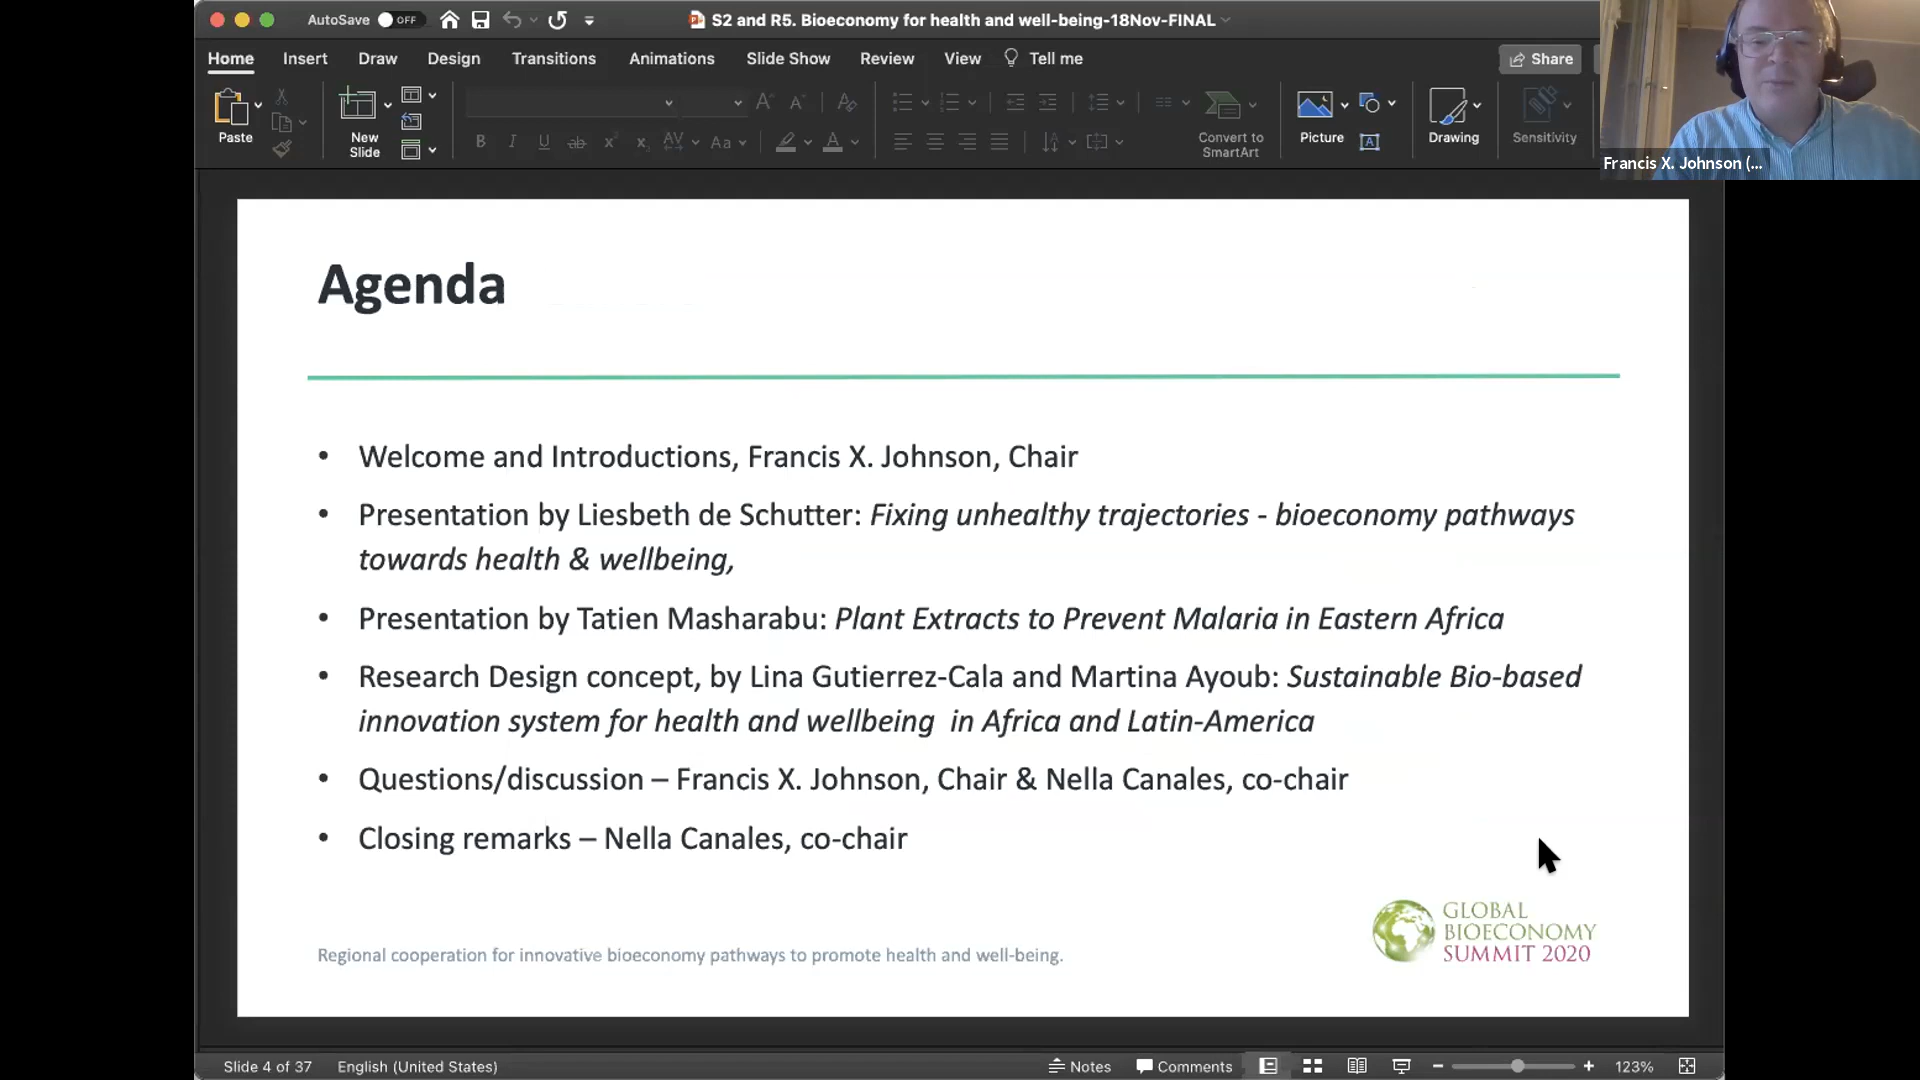 AutoSave OFF
S2 and R5. Bioeconomy for health and well-being-18Nov-FINAL
Home Insert Draw Design Transitions Animations Slide Show Review View Tell me Share
Paste
New
Slide
Convert to
SmartArt
Picture
Drawing
Sensitivity
Francis X. Johnson (...
Agenda
• Welcome and Introductions, Francis X. Johnson, Chair
• Presentation by Liesbeth de Schutter: Fixing unhealthy trajectories - bioeconomy pathways
towards health & wellbeing,
• Presentation by Tatien Masharabu: Plant Extracts to Prevent Malaria in Eastern Africa
• Research Design concept, by Lina Gutierrez-Cala and Martina Ayoub: Sustainable Bio-based
innovation system for health and wellbeing in Africa and Latin-America
• Questions/discussion – Francis X. Johnson, Chair & Nella Canales, co-chair
• Closing remarks – Nella Canales, co-chair
Regional cooperation for innovative bioeconomy pathways to promote health and well-being.
GLOBAL
BIOECONOMY
SUMMIT 2020
Slide 4 of 37 English (United States) Notes Comments 123%